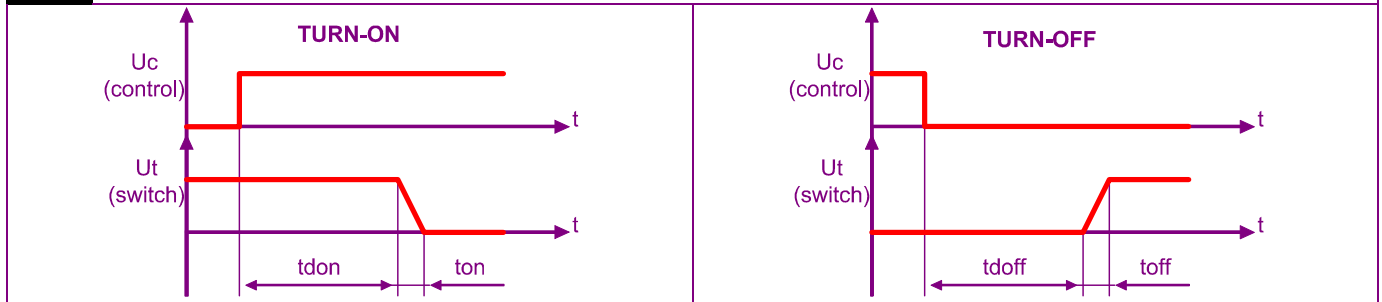 TURN-ON
Uc
(control)
t
Ut
(switch)
t
tdon
ton
TURN-OFF
Uc
(control)
t
Ut
(switch)
t
tdoff
toff